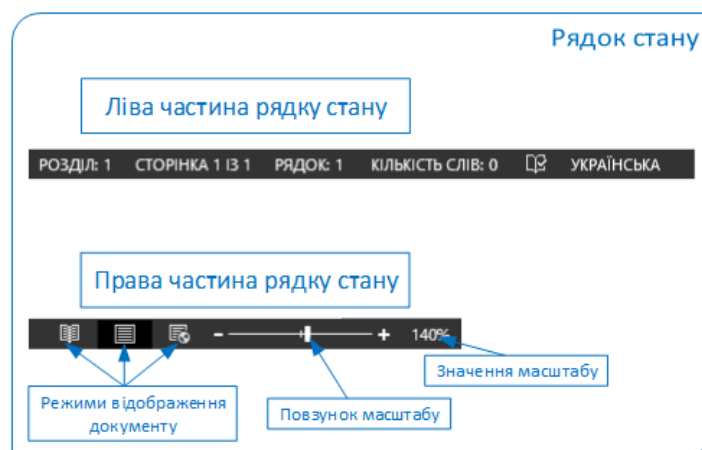 Рядок стану
Ліва частина рядку стану
РОЗДІЛ: 1 СТОРІНКА 1 ІЗ 1 РЯДОК: 1 КІЛЬКІСТЬ СЛІВ: 0 УКРАЇНСЬКА
Права частина рядку стану
- + 140%
Значення масштабу
Режими відображення
документу
Повзунок масштабу